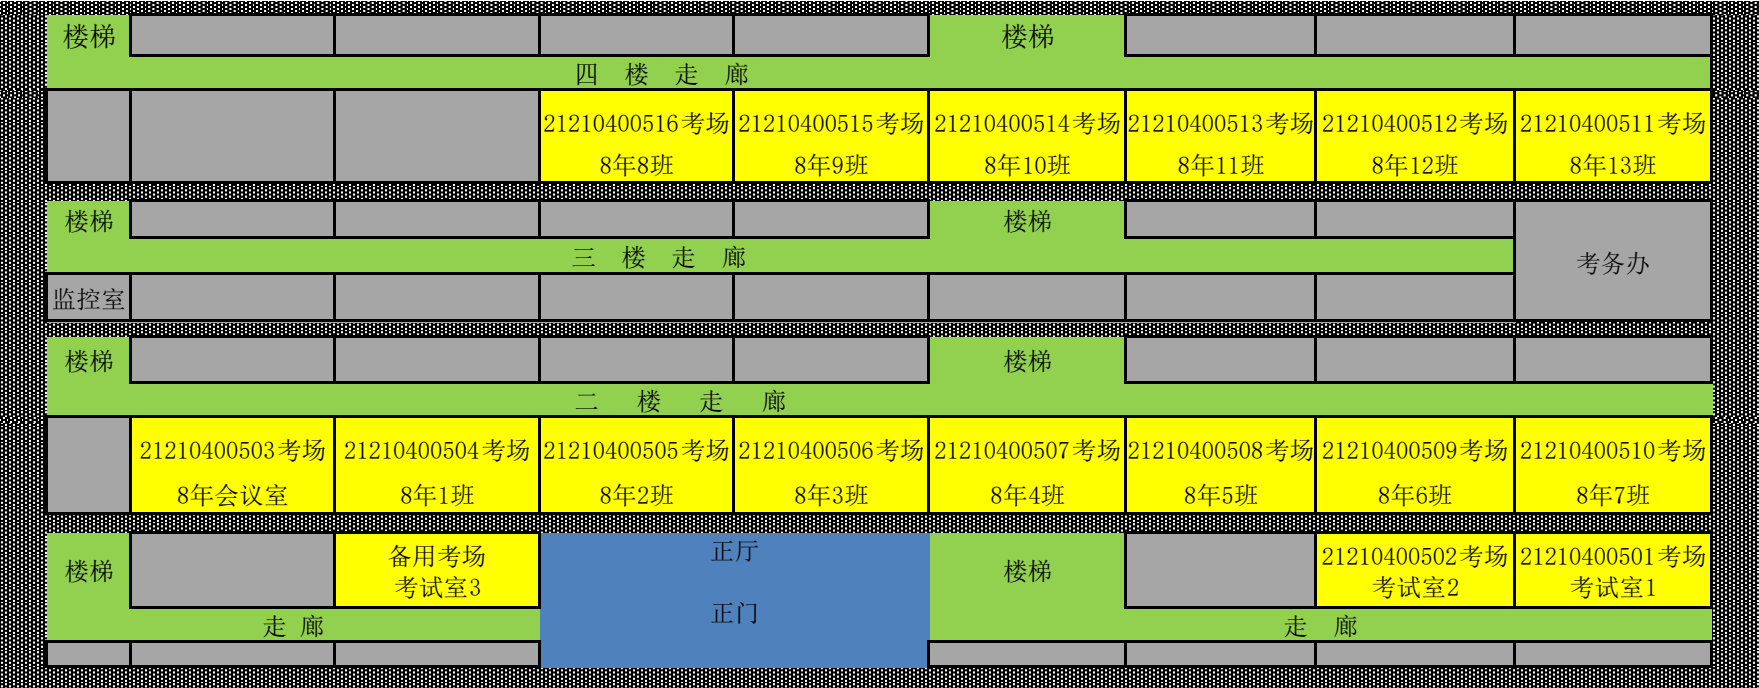 楼梯
楼梯
四 楼 走 廊
21210400516考场 21210400515考场 21210400514考场 21210400513考场 21210400512考场 21210400511考场
8年8班 8年9班 8年10班 8年11班 8年12班 8年13班
楼梯
楼梯
三 楼 走 廊
考务办
监控室
楼梯
楼梯
二 楼 走 廊
21210400503考场 21210400504考场 21210400505考场 21210400506考场 21210400507考场 21210400508考场 21210400509考场 21210400510考场
8年会议室 8年1班 8年2班 8年3班 8年4班 8年5班 8年6班 8年7班
楼梯
备用考场
考试室3
正厅
正门
楼梯
21210400502考场 21210400501考场
考试室2 考试室1
走 廊
走 廊